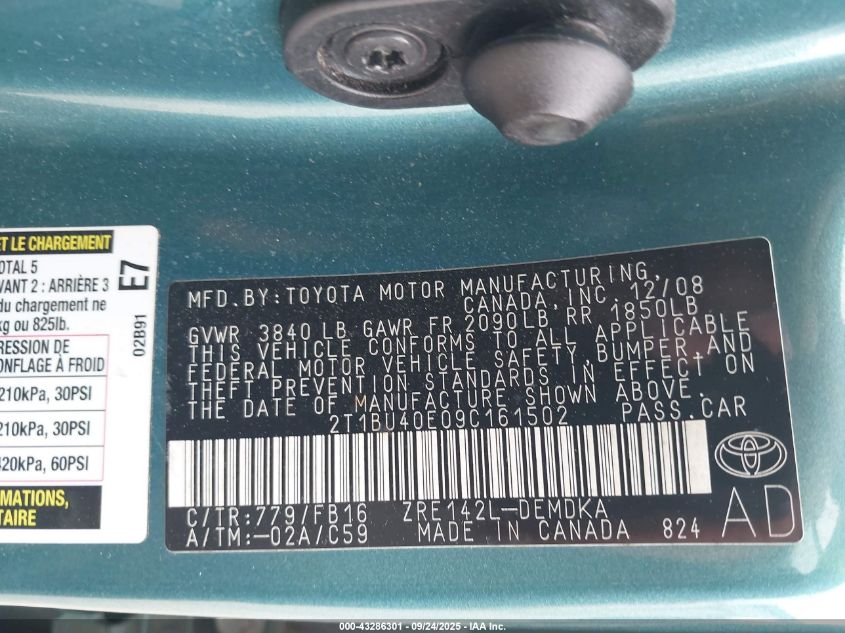 ET LE CHARGEMENT
OTAL 5
VANT 2 : ARRIÈRE 3
du chargement ne
kg ou 825lb.
RESSION DE
ONFLAGE À FROID
210kPa, 30PSI
210kPa, 30PSI
420kPa, 60PSI
MATIONS,
TAIRE
E7
02B91
MFD.BY:TOYOTA MOTOR MANUFACTURING,
CANADA,INC. 12/08
GVWR 3840 LB GAWR FR 2090LB RR 1850LB
THIS VEHICLE CONFORMS TO ALL APPLICABLE
FEDERAL MOTOR VEHICLE SAFETY,BUMPER,AND
THEFT PREVENTION STANDARDS IN EFFECT ON
THE DATE OF MANUFACTURE SHOWN ABOVE.
2T1BU40E09C161502 PASS.CAR
C/TR:779/FB16 ZRE142L-DEMDKA
A/TM:-02A/C59 MADE IN CANADA 824
AD
000-43286301 - 09/24/2025 - IAA Inc.